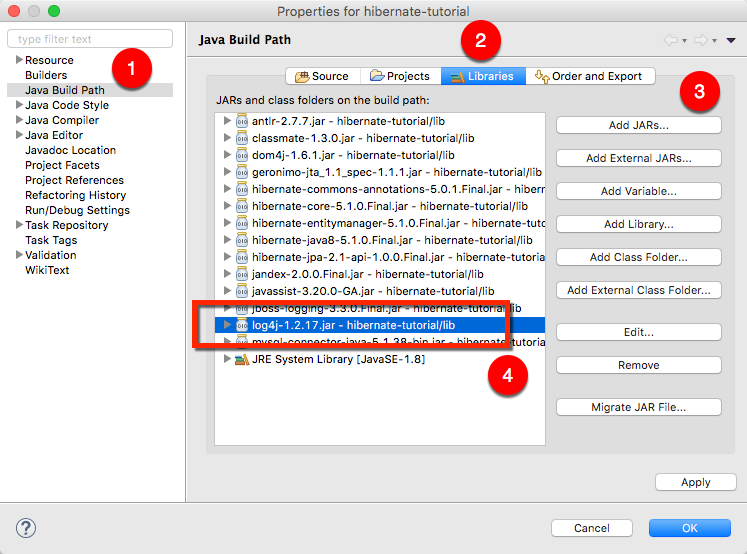 Properties for hibernate-tutorial
type filter text
Resource
Builders
Java Build Path
Java Code Style
Java Compiler
Java Editor
Javadoc Location
Project Facets
Project References
Refactoring History
Run/Debug Settings
Task Repository
Task Tags
Validation
WikiText
1
Java Build Path
2
Source Projects Libraries Order and Export
JARs and class folders on the build path:
3
antlr-2.7.7.jar - hibernate-tutorial/lib
classmate-1.3.0.jar - hibernate-tutorial/lib
dom4j-1.6.1.jar - hibernate-tutorial/lib
geronimo-jta_1.1_spec-1.1.1.jar - hibernate-tutorial/lib
hibernate-commons-annotations-5.0.1.Final.jar - hibernate
hibernate-core-5.1.0.Final.jar - hibernate-tutorial/lib
hibernate-entitymanager-5.1.0.Final.jar - hibernate-tutoria
hibernate-java8-5.1.0.Final.jar - hibernate-tutorial/lib
hibernate-jpa-2.1-api-1.0.0.Final.jar - hibernate-tutorial/l
jandex-2.0.0.Final.jar - hibernate-tutorial/lib
javassist-3.20.0-GA.jar - hibernate-tutorial/lib
jboss-logging-3.3.0.Final.jar - hibernate-tutorial/lib
log4j-1.2.17.jar - hibernate-tutorial/lib
mysql-connector-java-5.1.38-bin.jar - hibernate-tutoria
JRE System Library [JavaSE-1.8]
4
Add JARs...
Add External JARs...
Add Variable...
Add Library...
Add Class Folder...
Add External Class Folder...
Edit...
Remove
Migrate JAR File...
Apply
?
Cancel
OK